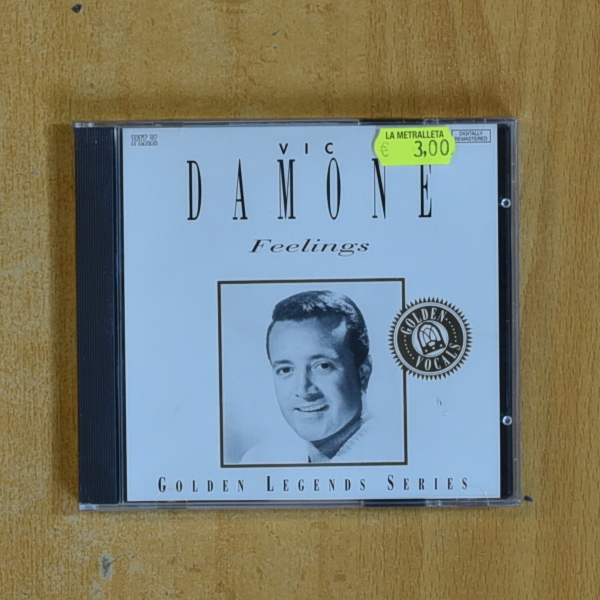 LA METRALLETA
€ 3,00
DIGITALLY
REMASTERED
VIC
DAMONE
Feelings
GOLDEN
VOCALS
GOLDEN LEGENDS SERIES